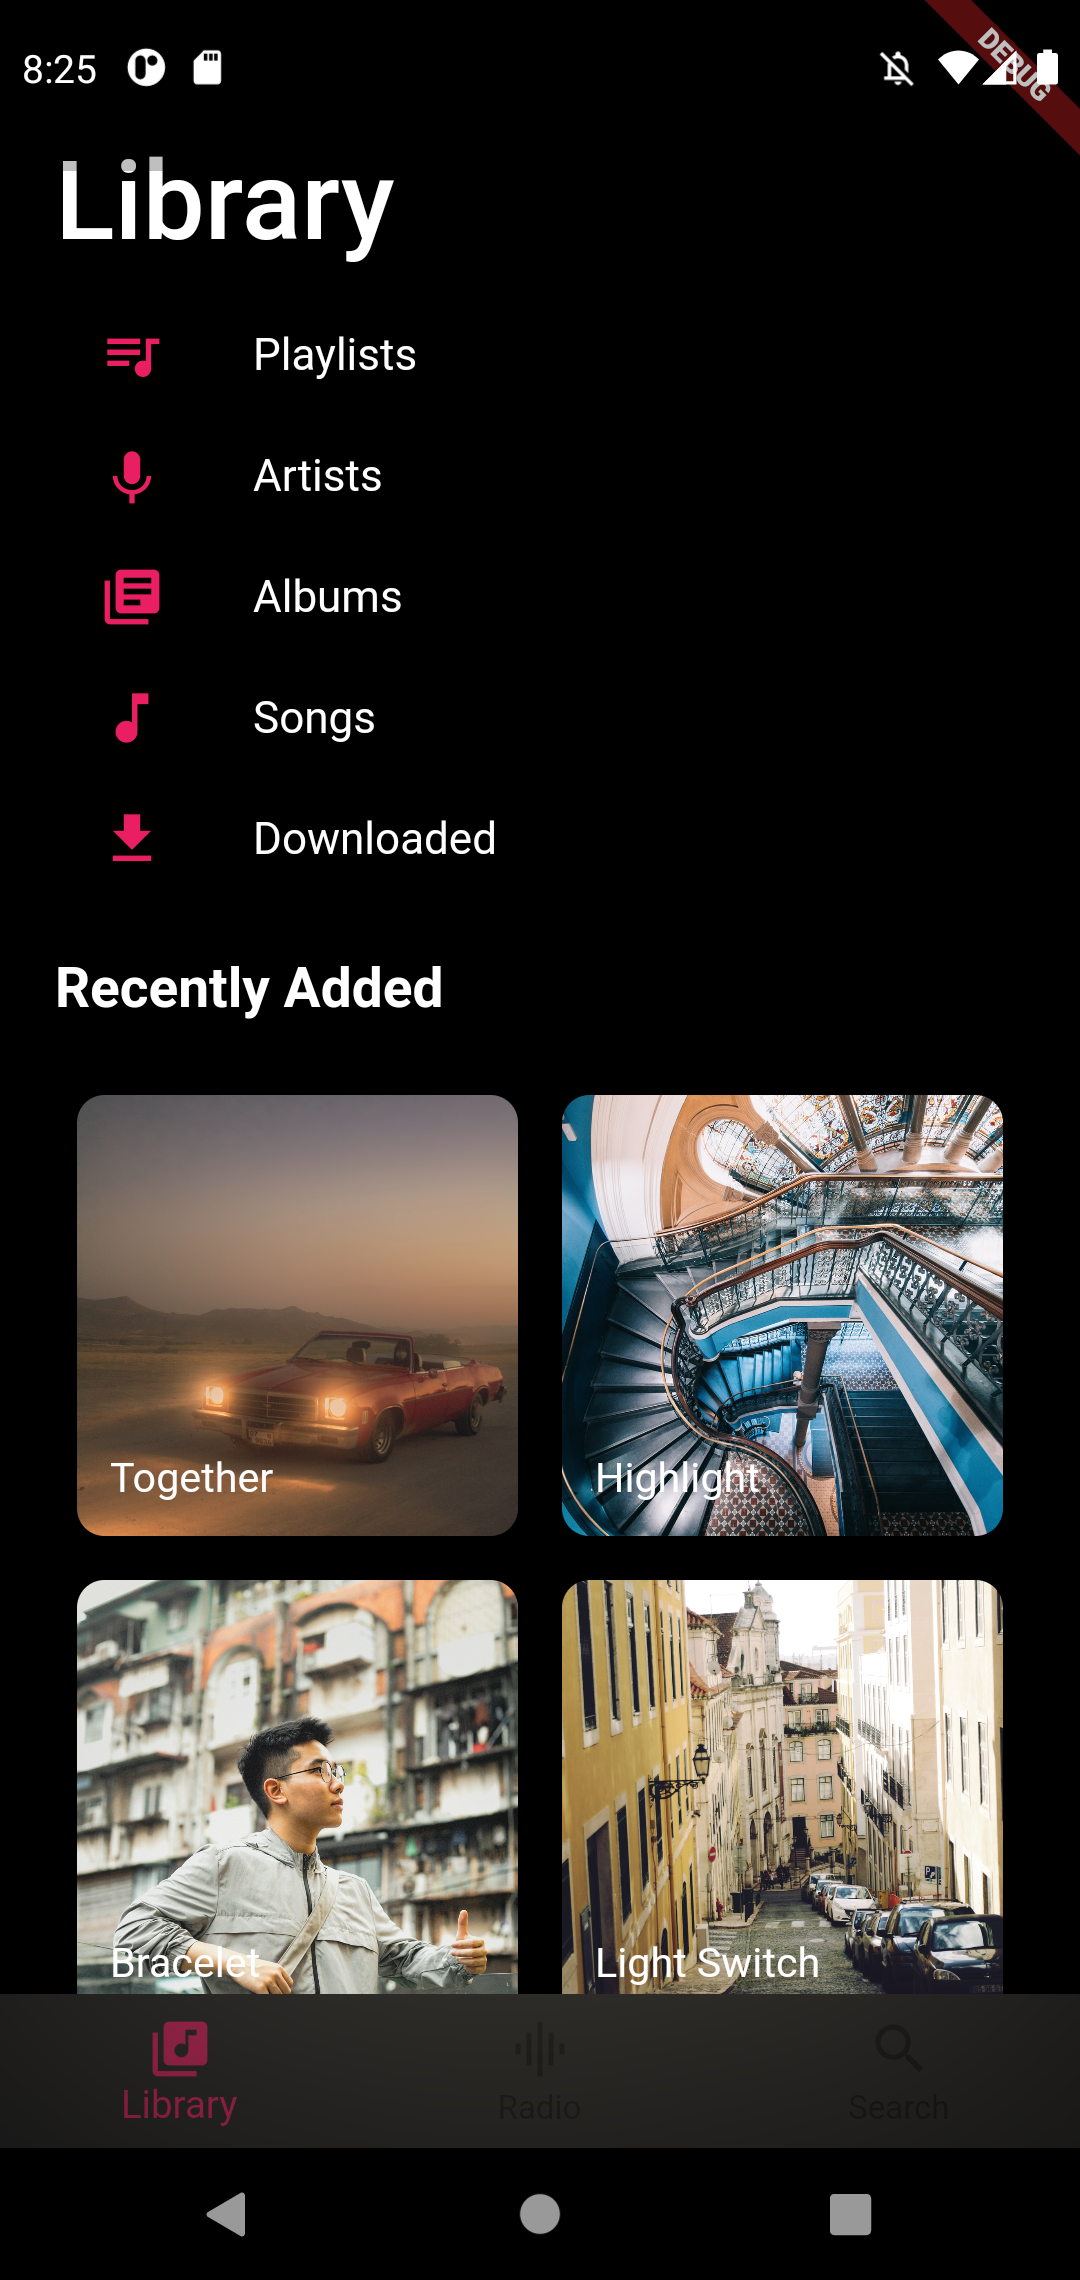 8:25
DEBUG
Library
Playlists
Artists
Albums
Songs
Downloaded
Recently Added
Together
Highlight
Bracelet
Light Switch
Library
Radio
Search